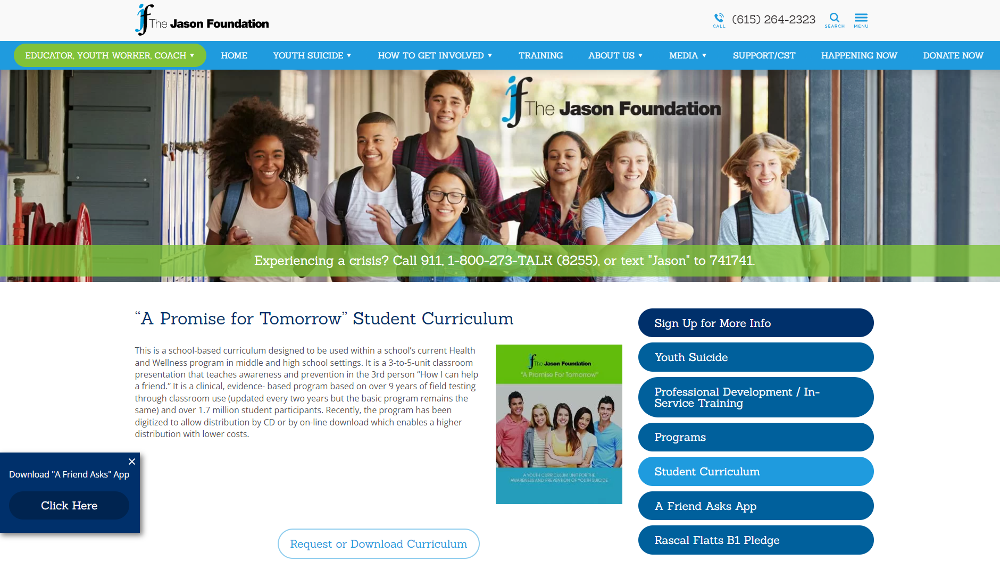 jf The Jason Foundation
CALL
(615) 264-2323
SEARCH
MENU
EDUCATOR, YOUTH WORKER, COACH
HOME
YOUTH SUICIDE
HOW TO GET INVOLVED
TRAINING
ABOUT US
MEDIA
SUPPORT/CST
HAPPENING NOW
DONATE NOW
jf The Jason Foundation
Experiencing a crisis? Call 911, 1-800-273-TALK (8255), or text "Jason" to 741741.
“A Promise for Tomorrow” Student Curriculum
This is a school-based curriculum designed to be used within a school’s current Health
and Wellness program in middle and high school settings. It is a 3-to-5-unit classroom
presentation that teaches awareness and prevention in the 3rd person “How I can help
a friend.” It is a clinical, evidence- based program based on over 9 years of field testing
through classroom use (updated every two years but the basic program remains the
same) and over 1.7 million student participants. Recently, the program has been
digitized to allow distribution by CD or by on-line download which enables a higher
distribution with lower costs.
jf The Jason Foundation
"A Promise For Tomorrow"
A YOUTH CURRICULUM UNIT FOR THE
AWARENESS AND PREVENTION OF YOUTH SUICIDE
Request or Download Curriculum
Sign Up for More Info
Youth Suicide
Professional Development / In-
Service Training
Programs
Student Curriculum
A Friend Asks App
Rascal Flatts B1 Pledge
Download "A Friend Asks" App
Click Here